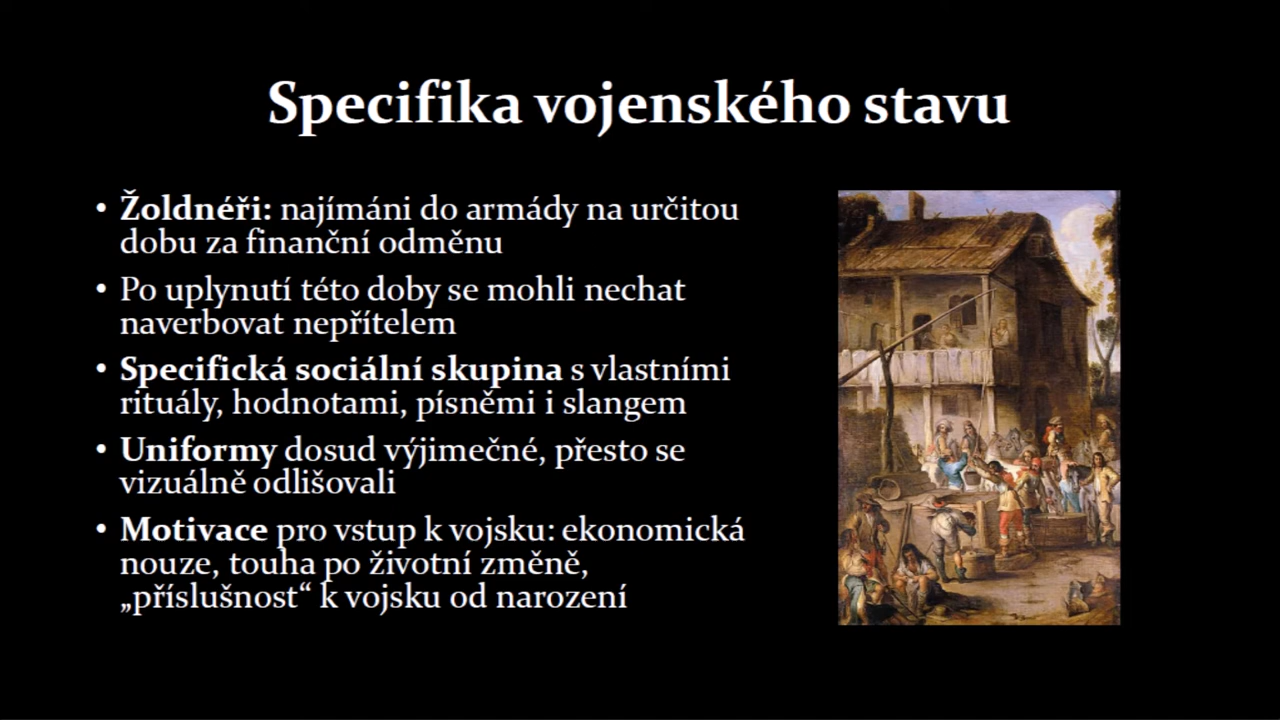 Specifika vojenského stavu
• Žoldnéři: najímáni do armády na určitou
dobu za finanční odměnu
• Po uplynutí této doby se mohli nechat
naverbovat nepřítelem
• Specifická sociální skupina s vlastními
rituály, hodnotami, písněmi i slangem
• Uniformy dosud výjimečné, přesto se
vizuálně odlišovali
• Motivace pro vstup k vojsku: ekonomická
nouze, touha po životní změně,
„příslušnost“ k vojsku od narození